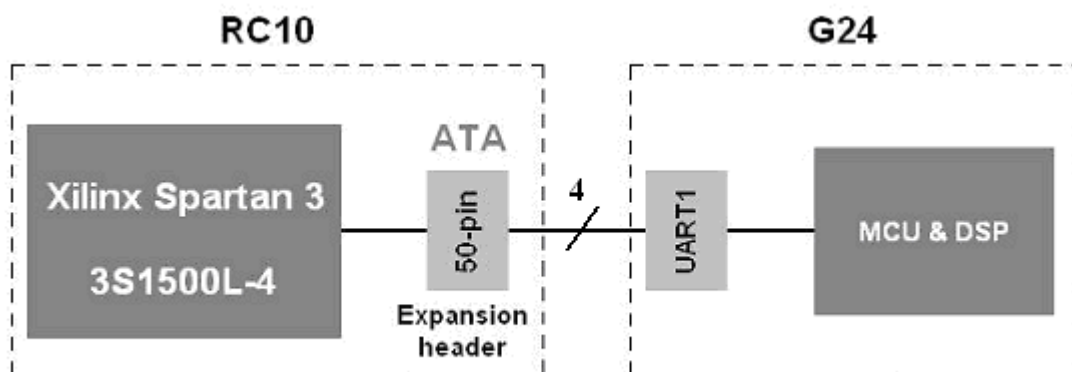 RC10
G24
ATA
Xilinx Spartan 3
3S1500L-4
50-pin
Expansion
header
4
UART1
MCU & DSP